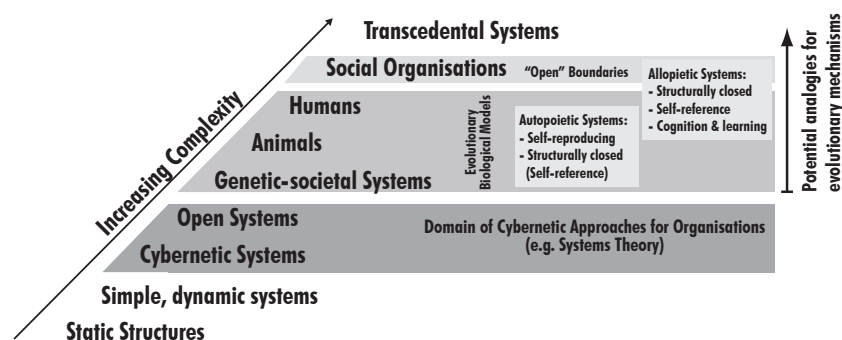 Transcedental Systems
Social Organisations
"Open" Boundaries
Allopietic Systems:
- Structurally closed
- Self-reference
- Cognition & learning
Humans
Animals
Genetic-societal Systems
Evolutionary
Biological Models
Autopoietic Systems:
- Self-reproducing
- Structurally closed
(Self-reference)
Open Systems
Cybernetic Systems
Domain of Cybernetic Approaches for Organisations
(e.g. Systems Theory)
Simple, dynamic systems
Static Structures
Increasing Complexity
Potential analogies for
evolutionary mechanisms